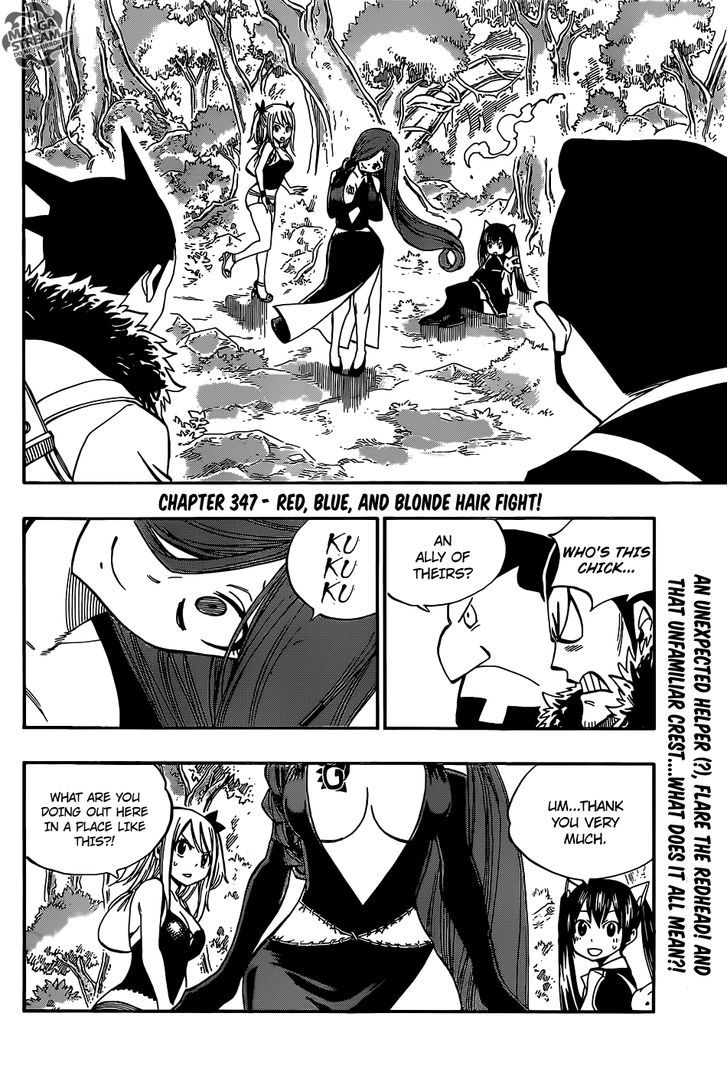 MANGA
STREAM
CHAPTER 347 - RED, BLUE, AND BLONDE HAIR FIGHT!
WHO'S THIS
CHICK...
AN
ALLY OF
THEIRS?
KU
KU
KU
AN UNEXPECTED HELPER (?), FLARE THE REDHEAD! AND
THAT UNFAMILIAR CREST....WHAT DOES IT ALL MEAN?!
UM...THANK
YOU VERY
MUCH.
WHAT ARE YOU
DOING OUT HERE
IN A PLACE LIKE
THIS?!
G